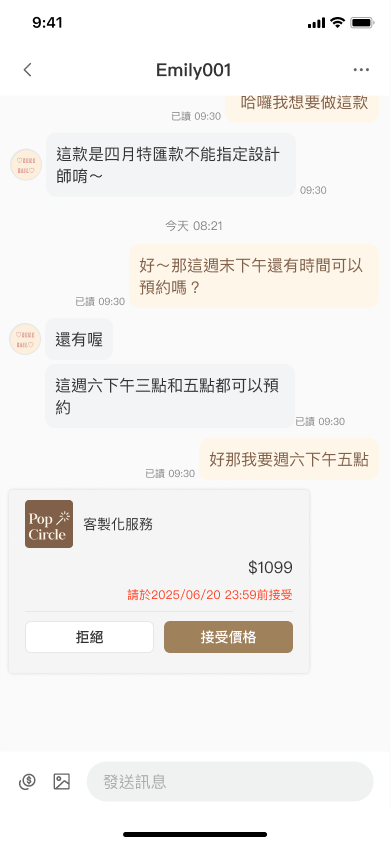 9:41
Emily001
哈囉我想要做這款
已讀 09:30
這款是四月特匯款不能指定設計
師唷～
09:30
今天 08:21
好～那這週末下午還有時間可以
預約嗎？
已讀 09:30
還有喔
這週六下午三點和五點都可以預
約
已讀 09:30
好那我要週六下午五點
已讀 09:30
Pop
Circle
客製化服務
$1099
請於2025/06/20 23:59前接受
拒絕
接受價格
發送訊息